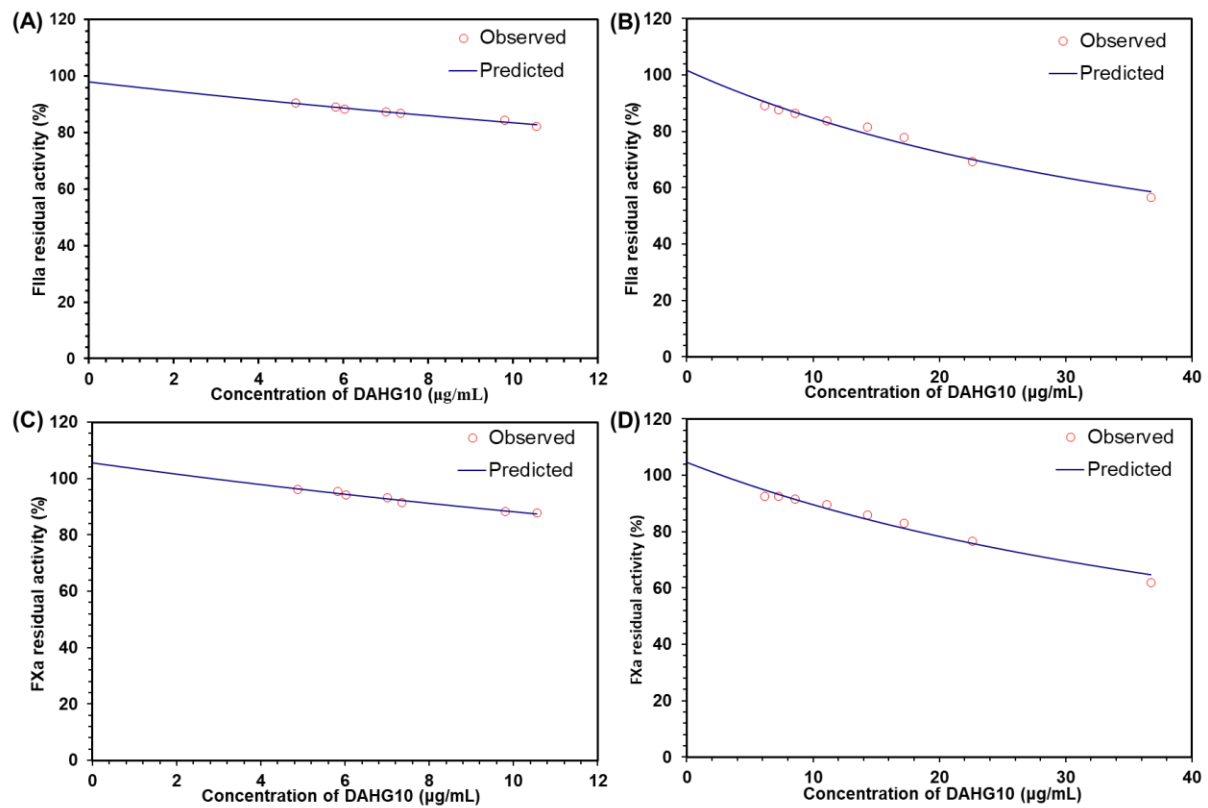 (A)
120
100
80
60
40
20
0
FIIa residual activity (%)
Observed
Predicted
0 2 4 6 8 10 12
Concentration of DAHG10 (µg/mL)
(B)
120
100
80
60
40
20
0
FIIa residual activity (%)
Observed
Predicted
0 10 20 30 40
Concentration of DAHG10 (µg/mL)
(C)
120
100
80
60
40
20
0
FXa residual activity (%)
Observed
Predicted
0 2 4 6 8 10 12
Concentration of DAHG10 (µg/mL)
(D)
120
100
80
60
40
20
0
FXa residual activity (%)
Observed
Predicted
0 10 20 30 40
Concentration of DAHG10 (µg/mL)